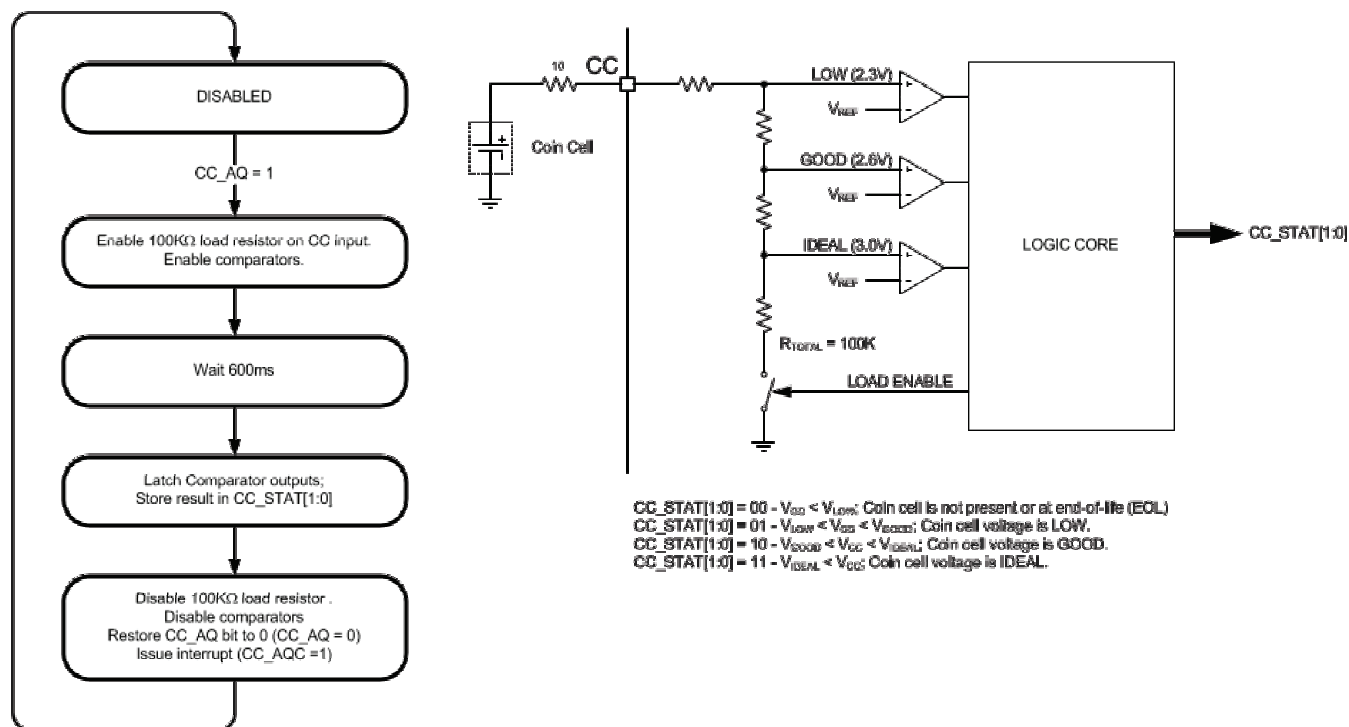 DISABLED
CC_AQ = 1
Enable 100KΩ load resistor on CC input.
Enable comparators.
Wait 600ms
Latch Comparator outputs;
Store result in CC_STAT[1:0]
Disable 100KΩ load resistor .
Disable comparators
Restore CC_AQ bit to 0 (CC_AQ = 0)
Issue interrupt (CC_AQC =1)
10
CC
Coin Cell
LOW (2.3V)
VREF
GOOD (2.6V)
VREF
IDEAL (3.0V)
VREF
RTOTAL = 100K
LOAD ENABLE
LOGIC CORE
CC_STAT[1:0]
CC_STAT[1:0] = 00 - VCC < VLOW; Coin cell is not present or at end-of-life (EOL)
CC_STAT[1:0] = 01 - VLOW < VCC < VGOOD; Coin cell voltage is LOW.
CC_STAT[1:0] = 10 - VGOOD < VCC < VIDEAL; Coin cell voltage is GOOD.
CC_STAT[1:0] = 11 - VIDEAL < VCC; Coin cell voltage is IDEAL.